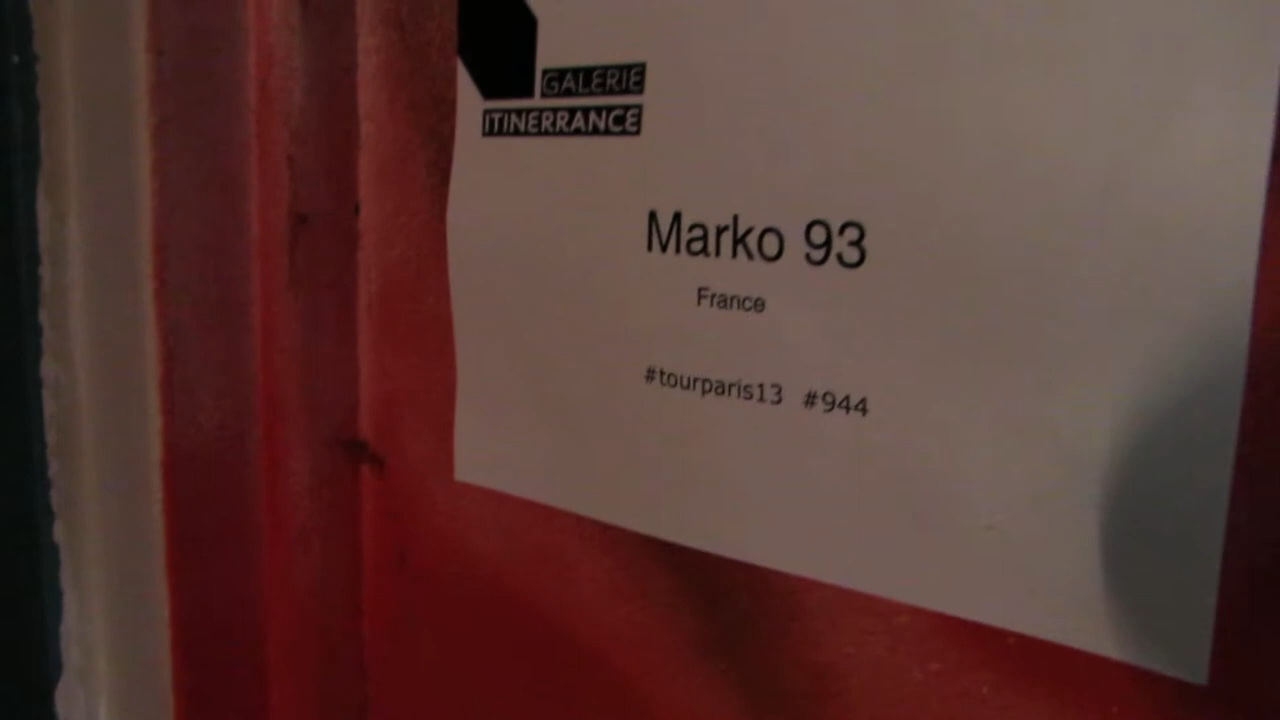 GALERIE
ITINERRANCE
Marko 93
France
#tourparis13 #944